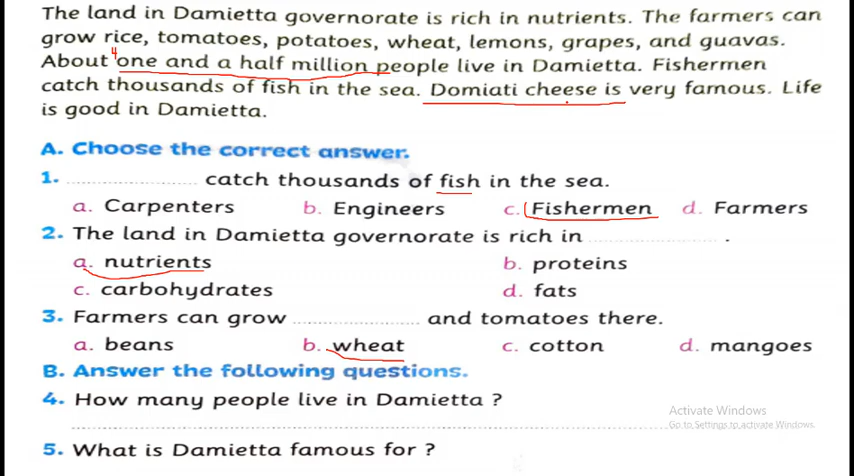 The land in Damietta governorate is rich in nutrients. The farmers can
grow rice, tomatoes, potatoes, wheat, lemons, grapes, and guavas.
About 4 one and a half million people live in Damietta. Fishermen
catch thousands of fish in the sea. Domiati cheese is very famous. Life
is good in Damietta.
A. Choose the correct answer.
1. .............................. catch thousands of fish in the sea.
a. Carpenters b. Engineers c. Fishermen d. Farmers
2. The land in Damietta governorate is rich in .............................. .
a. nutrients b. proteins
c. carbohydrates d. fats
3. Farmers can grow .............................. and tomatoes there.
a. beans b. wheat c. cotton d. mangoes
B. Answer the following questions.
4. How many people live in Damietta ?
Activate Windows
Go to Settings to activate Windows.
5. What is Damietta famous for ?